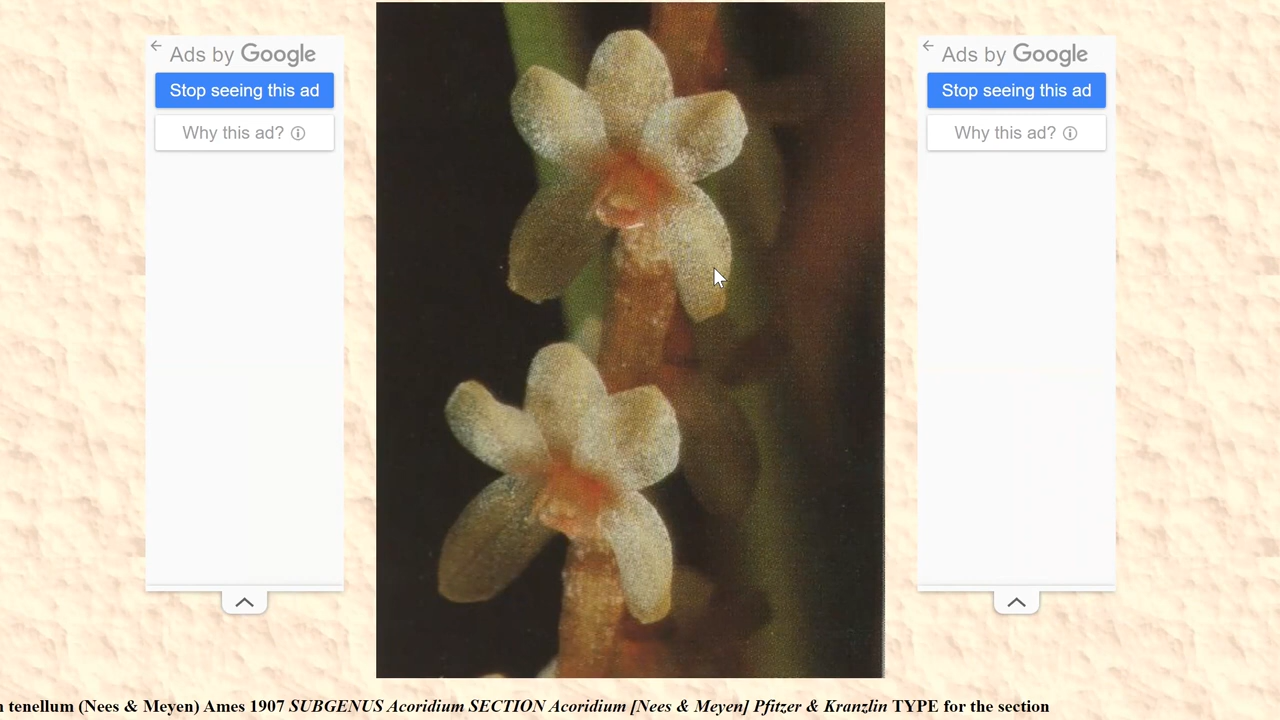 Ads by Google
Stop seeing this ad
Why this ad?
Ads by Google
Stop seeing this ad
Why this ad?
tenellum (Nees & Meyen) Ames 1907 SUBGENUS Acoridium SECTION Acoridium [Nees & Meyen] Pfitzer & Kranzlin TYPE for the section